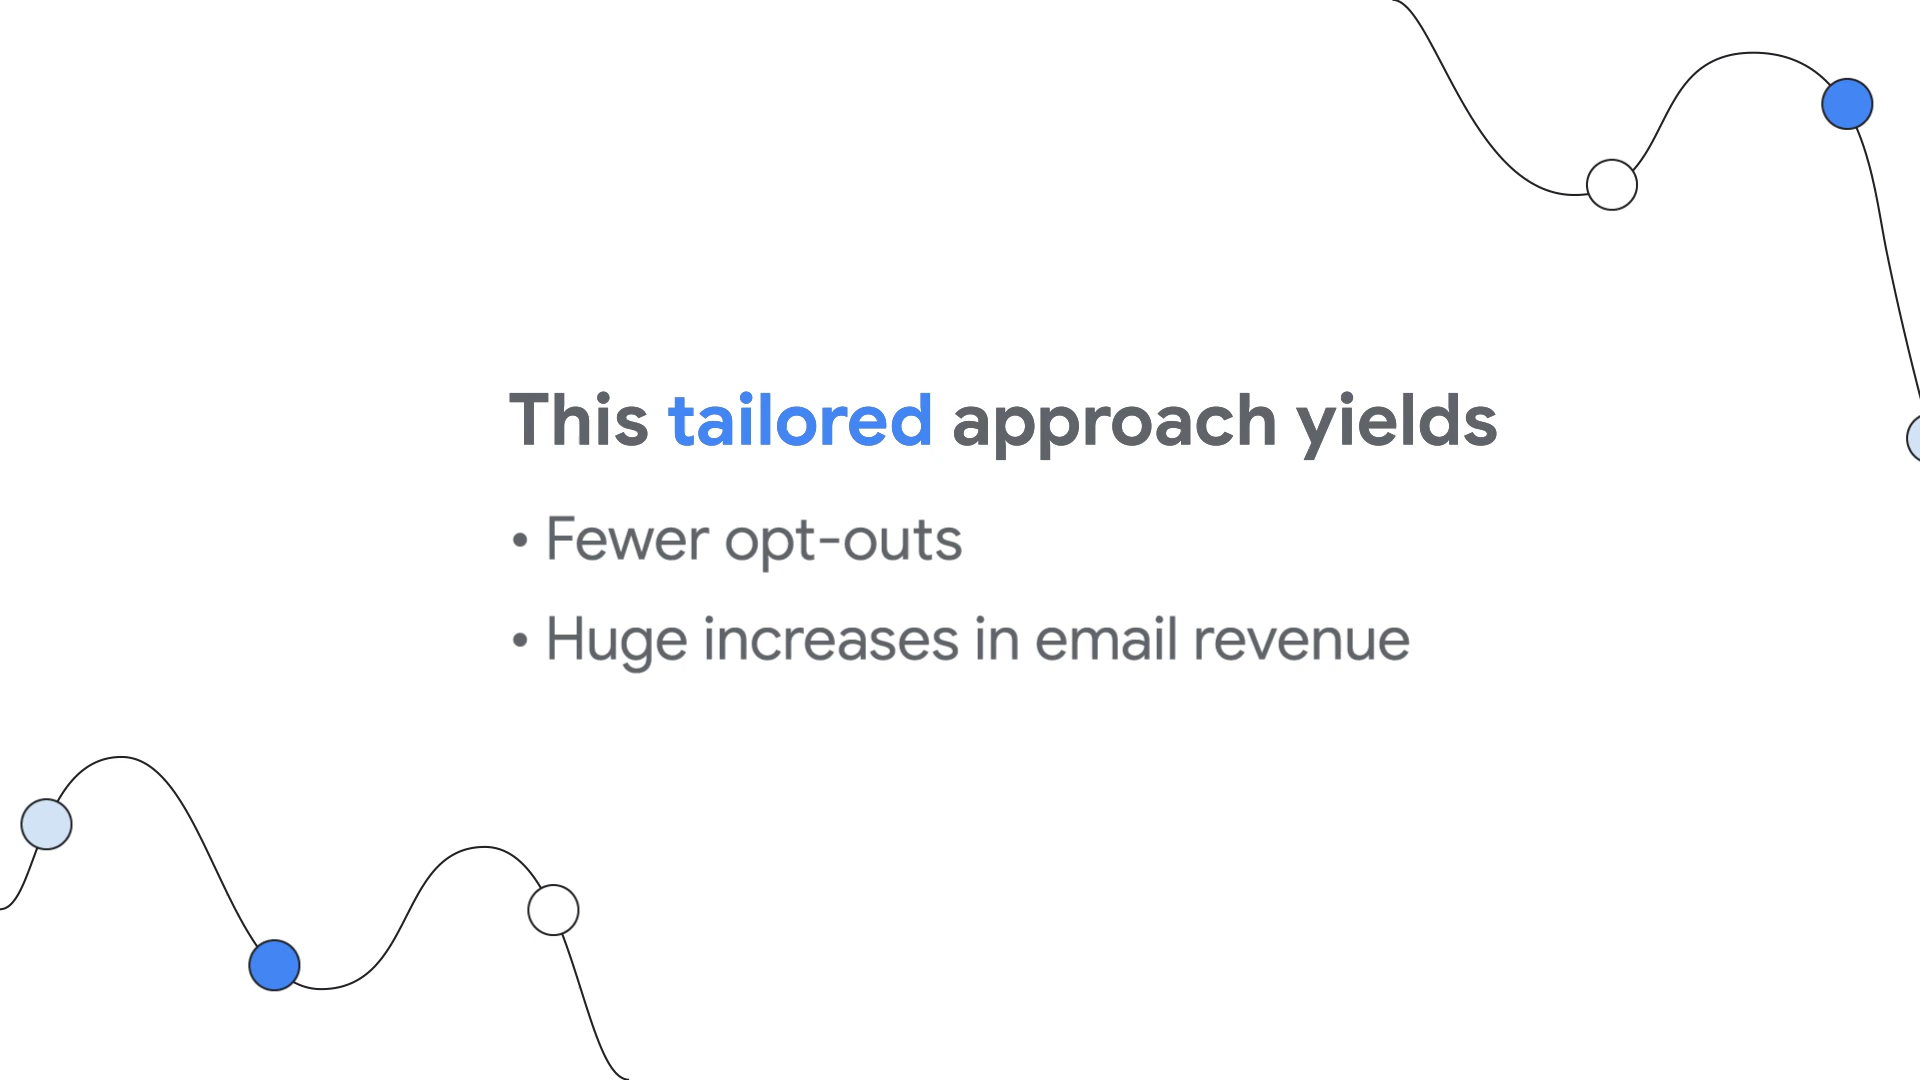 This tailored approach yields
• Fewer opt-outs
• Huge increases in email revenue